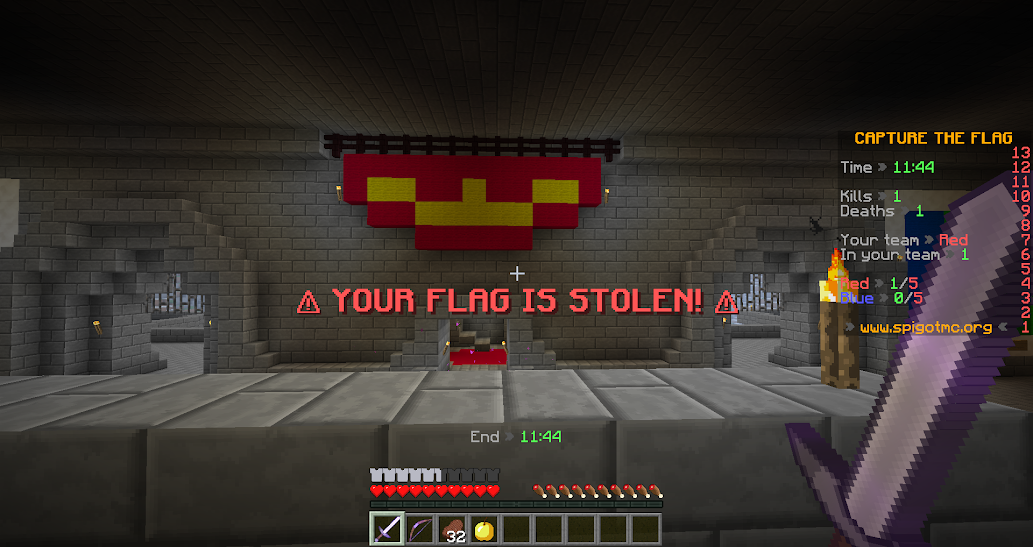 CAPTURE THE FLAG
13
Time » 11:44
12
11
Kills » 1
10
Deaths 1
9
8
Your team » Red
7
In your team 1
6
5
Red » 1/5
4
Blue » 0/5
3
2
» www.spigotmc.org «
1
⚠ YOUR FLAG IS STOLEN! ⚠
End » 11:44
32